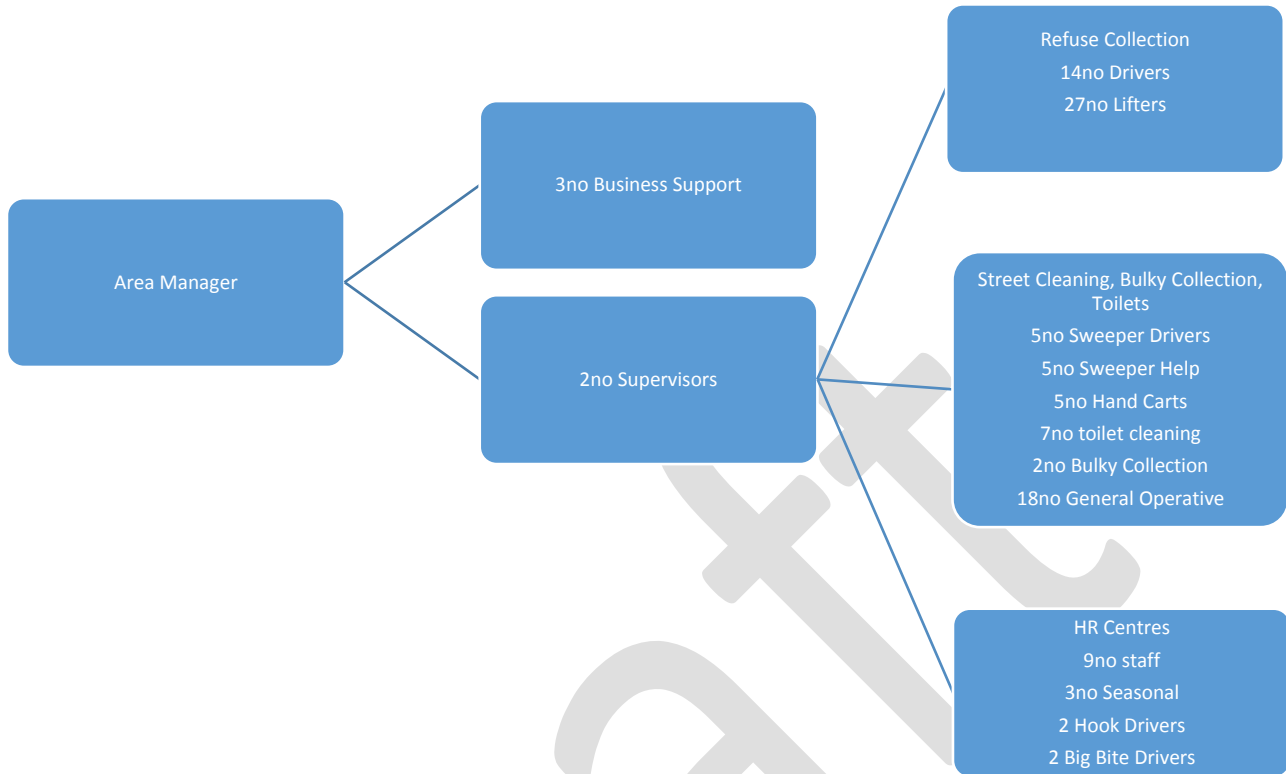 Area Manager
3no Business Support
2no Supervisors
Refuse Collection
14no Drivers
27no Lifters
Street Cleaning, Bulky Collection,
Toilets
5no Sweeper Drivers
5no Sweeper Help
5no Hand Carts
7no toilet cleaning
2no Bulky Collection
18no General Operative
HR Centres
9no staff
3no Seasonal
2 Hook Drivers
2 Big Bite Drivers